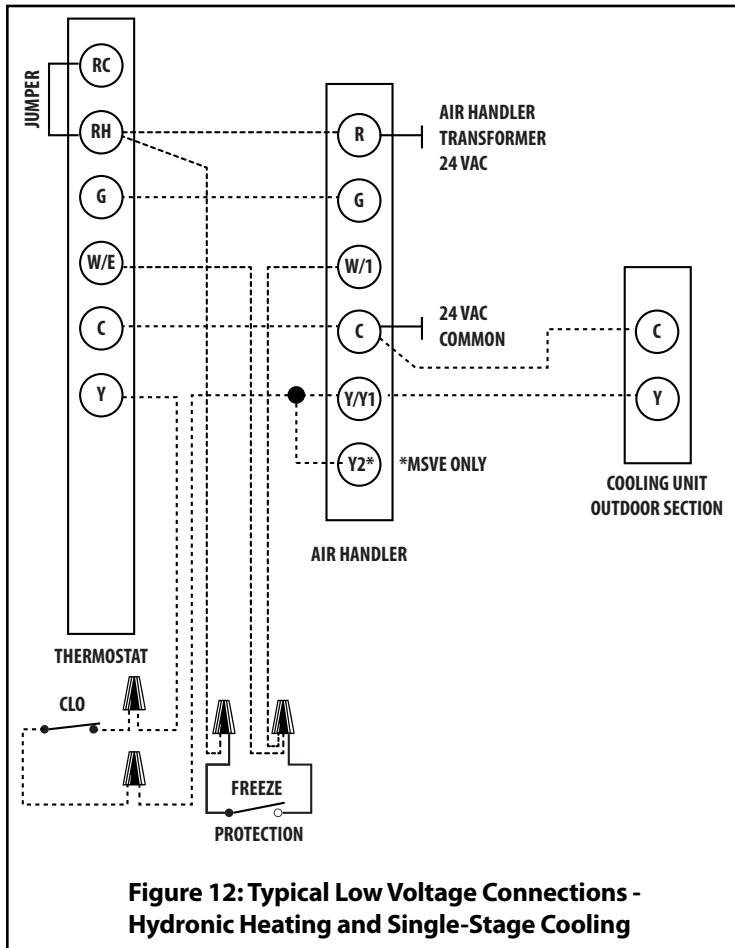 JUMPER
RC
RH
G
W/E
C
Y
THERMOSTAT
R
G
W/1
C
Y/Y1
Y2*
AIR HANDLER
TRANSFORMER
24 VAC
24 VAC
COMMON
*MSVE ONLY
AIR HANDLER
C
Y
COOLING UNIT
OUTDOOR SECTION
CLO
FREEZE
PROTECTION
Figure 12: Typical Low Voltage Connections -
Hydronic Heating and Single-Stage Cooling